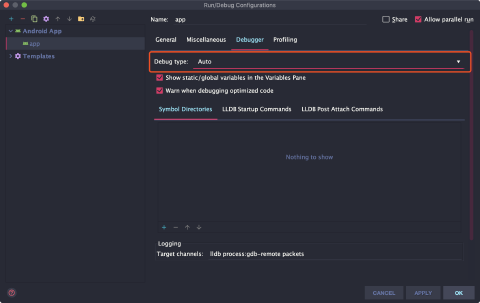 Run/Debug Configurations
Android App
app
Templates
Name: app
Share
Allow parallel run
General Miscellaneous Debugger Profiling
Debug type: Auto
Show static/global variables in the Variables Pane
Warn when debugging optimized code
Symbol Directories LLDB Startup Commands LLDB Post Attach Commands
Nothing to show
Logging
Target channels: lldb process:gdb-remote packets
CANCEL APPLY OK